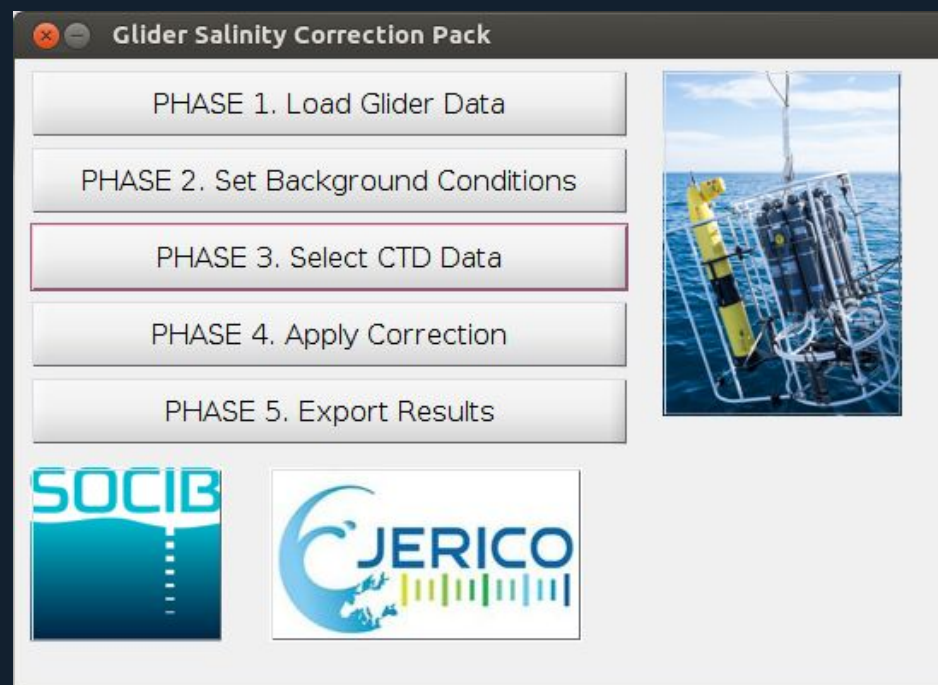 Glider Salinity Correction Pack
PHASE 1. Load Glider Data
PHASE 2. Set Background Conditions
PHASE 3. Select CTD Data
PHASE 4. Apply Correction
PHASE 5. Export Results
SOCIB
JERICO